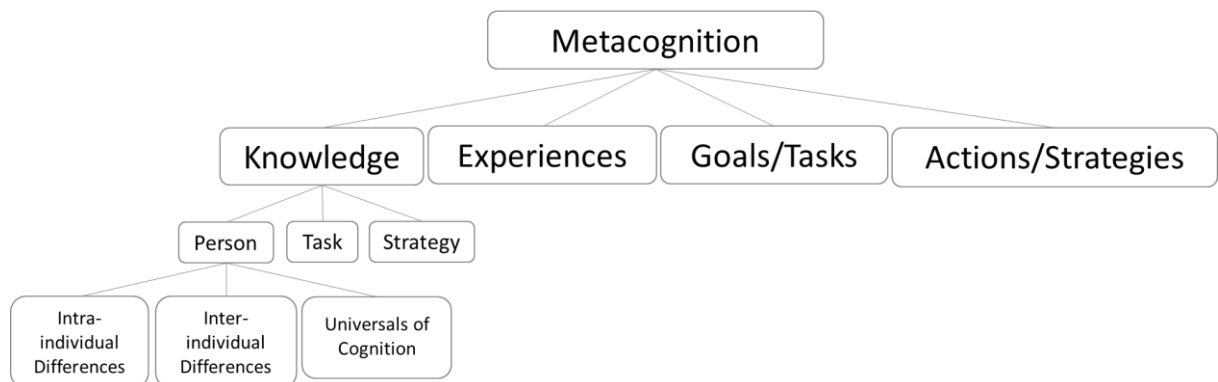 Metacognition
Knowledge
Experiences
Goals/Tasks
Actions/Strategies
Person
Task
Strategy
Intra-
individual
Differences
Inter-
individual
Differences
Universals of
Cognition